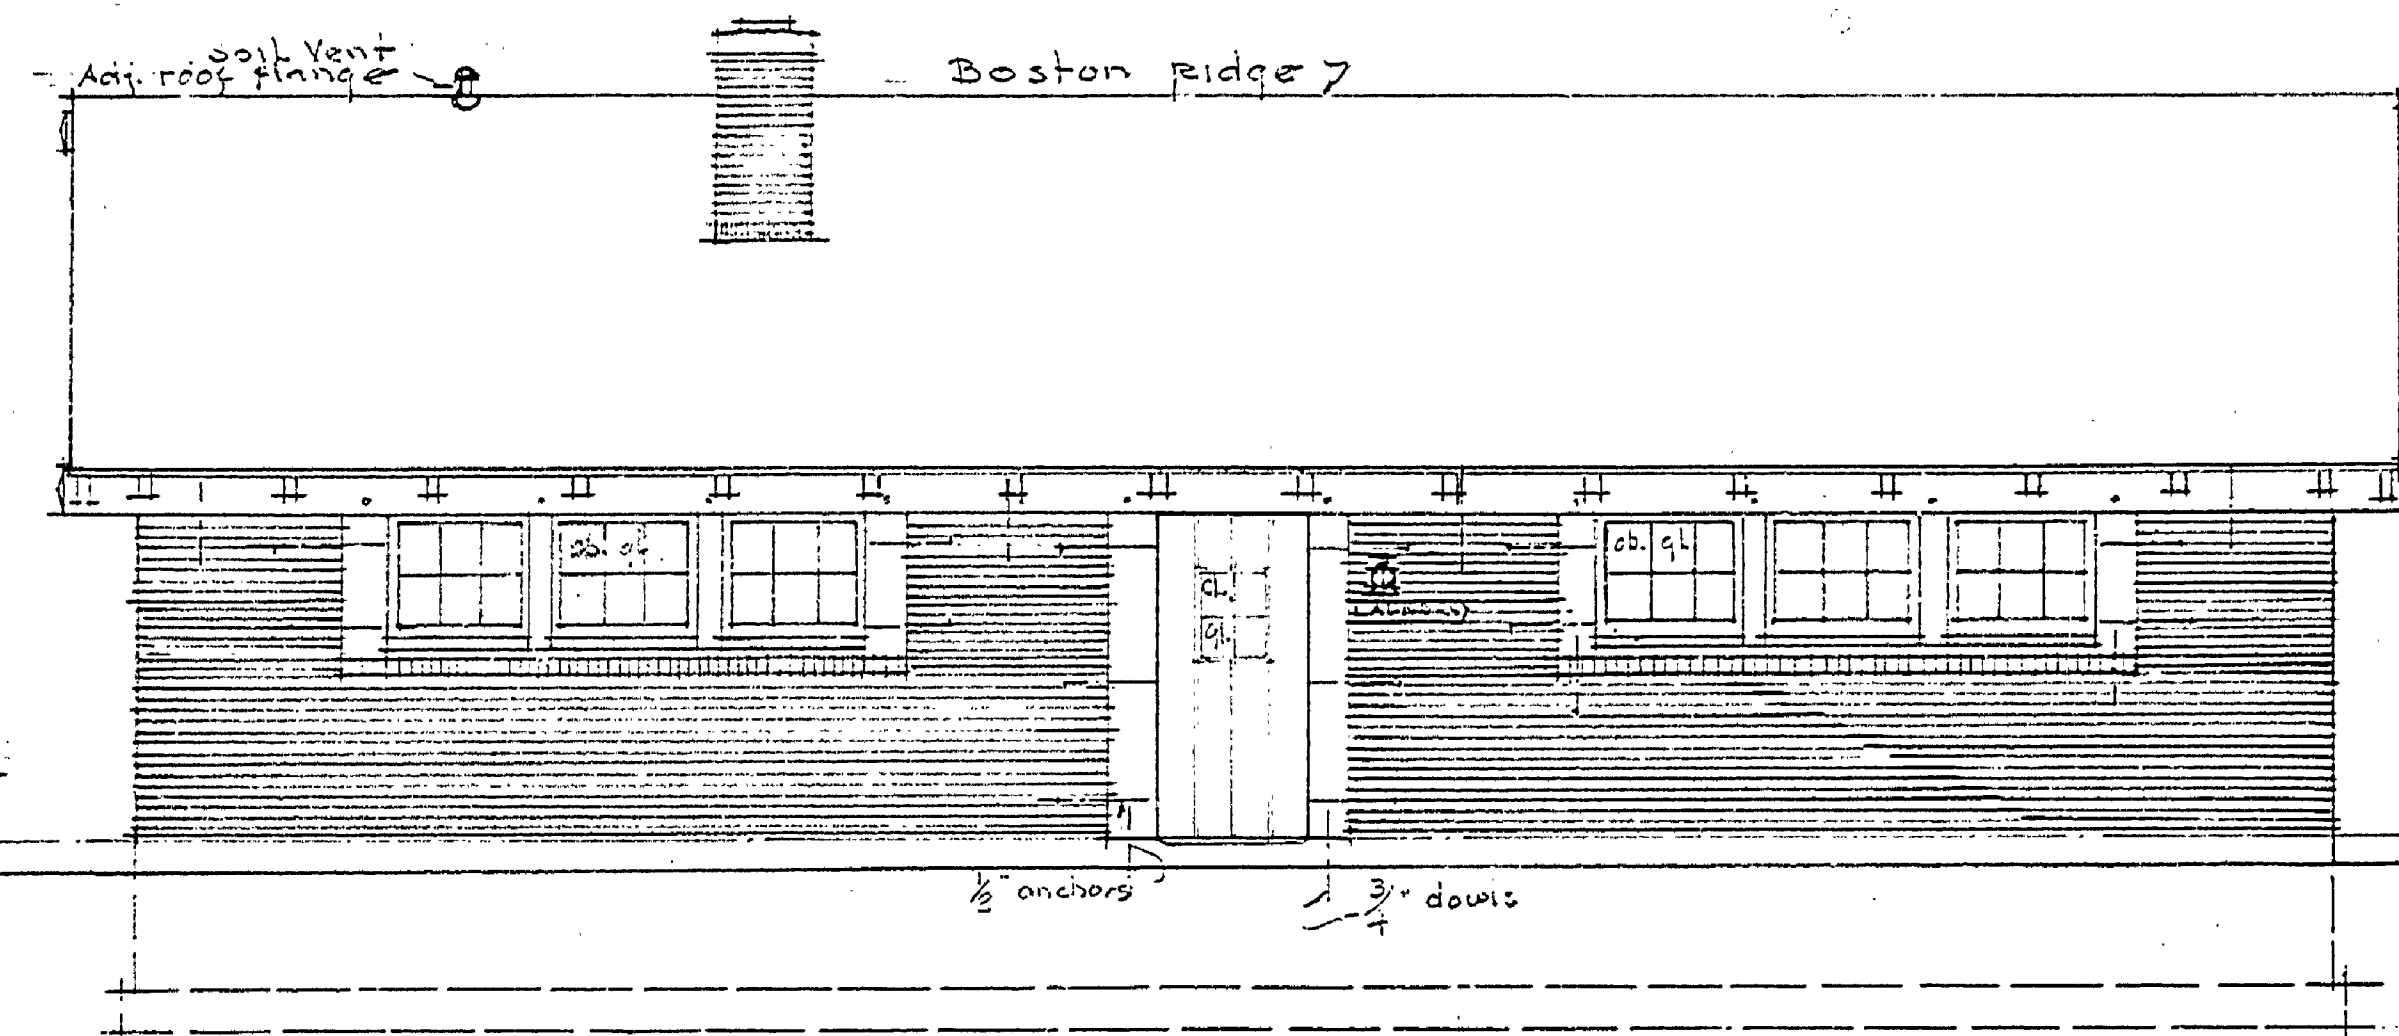 Soil Vent
Adj. roof flange
Boston Ridge
ob. gl.
ob. gl.
CL.
gl.
1/2" anchors
3/4" dowls